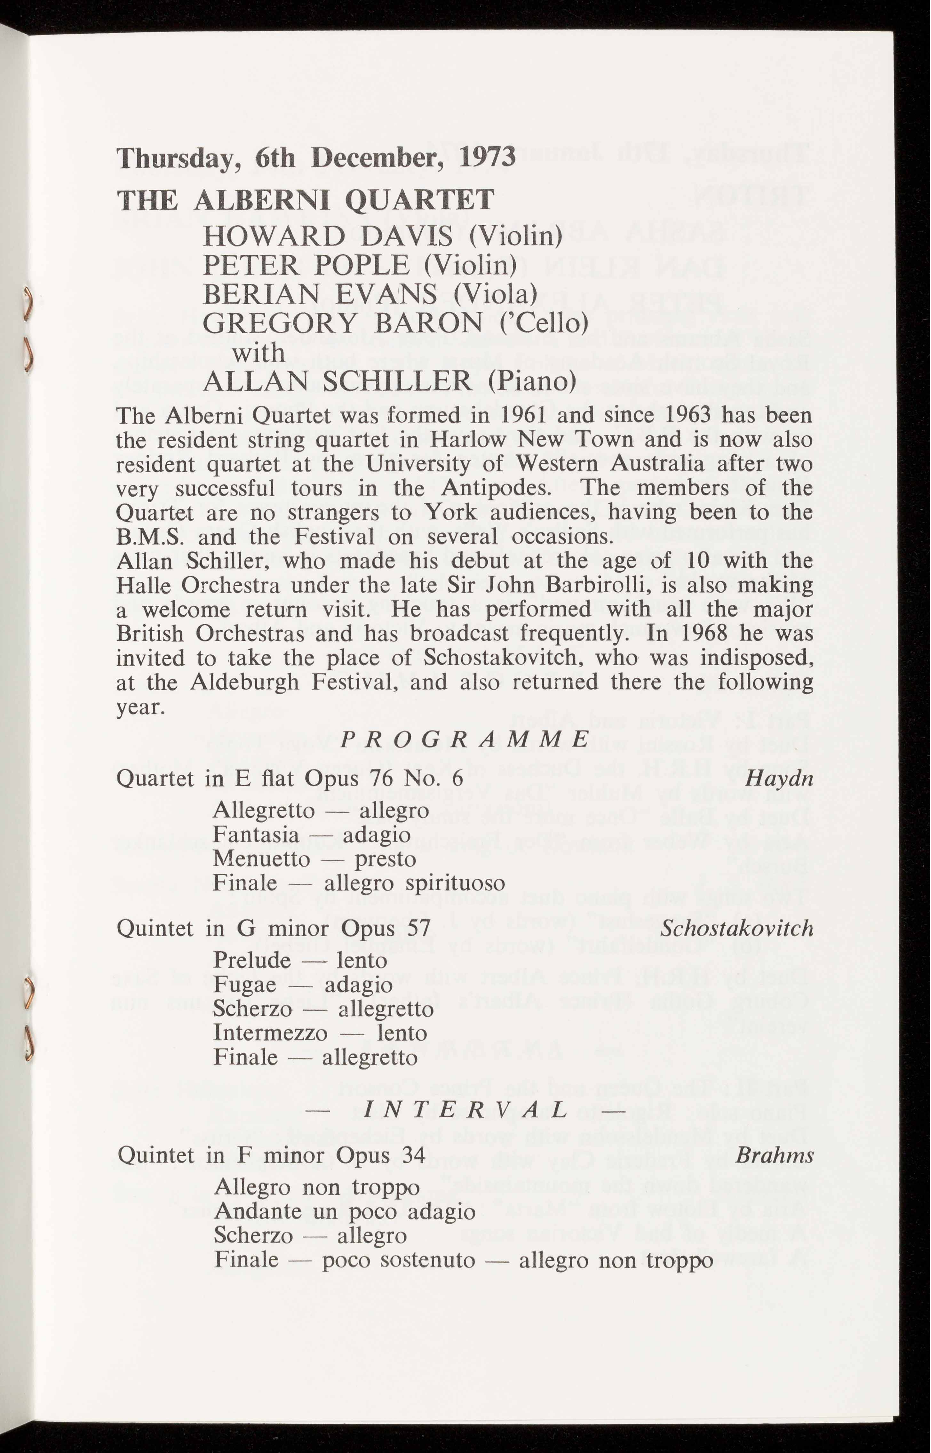 Thursday, 6th December, 1973
THE ALBERNI QUARTET
HOWARD DAVIS (Violin)
PETER POPLE (Violin)
BERIAN EVANS (Viola)
GREGORY BARON (’Cello)
with
ALLAN SCHILLER (Piano)
The Alberni Quartet was formed in 1961 and since 1963 has been
the resident string quartet in Harlow New Town and is now also
resident quartet at the University of Western Australia after two
very successful tours in the Antipodes. The members of the
Quartet are no strangers to York audiences, having been to the
B.M.S. and the Festival on several occasions.
Allan Schiller, who made his debut at the age of 10 with the
Halle Orchestra under the late Sir John Barbirolli, is also making
a welcome return visit. He has performed with all the major
British Orchestras and has broadcast frequently. In 1968 he was
invited to take the place of Schostakovitch, who was indisposed,
at the Aldeburgh Festival, and also returned there the following
year.
PROGRAMME
Quartet in E flat Opus 76 No. 6 Haydn
Allegretto — allegro
Fantasia — adagio
Menuetto — presto
Finale — allegro spirituoso
Quintet in G minor Opus 57 Schostakovitch
Prelude — lento
Fugae — adagio
Scherzo — allegretto
Intermezzo — lento
Finale — allegretto
— INTERVAL —
Quintet in F minor Opus 34 Brahms
Allegro non troppo
Andante un poco adagio
Scherzo — allegro
Finale — poco sostenuto — allegro non troppo